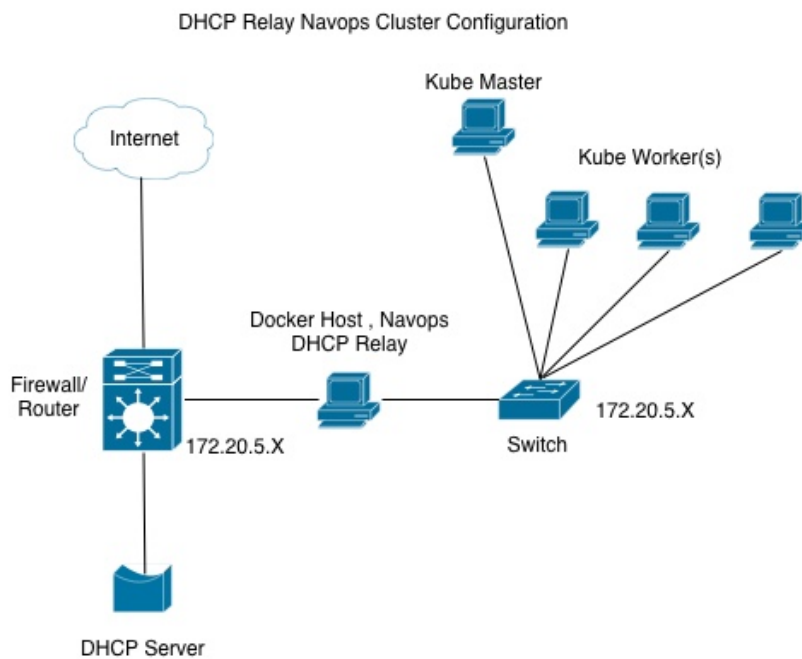 DHCP Relay Navops Cluster Configuration
Kube Master
Internet
Kube Worker(s)
Docker Host , Navops
DHCP Relay
Firewall/
Router
172.20.5.X
172.20.5.X
Switch
DHCP Server